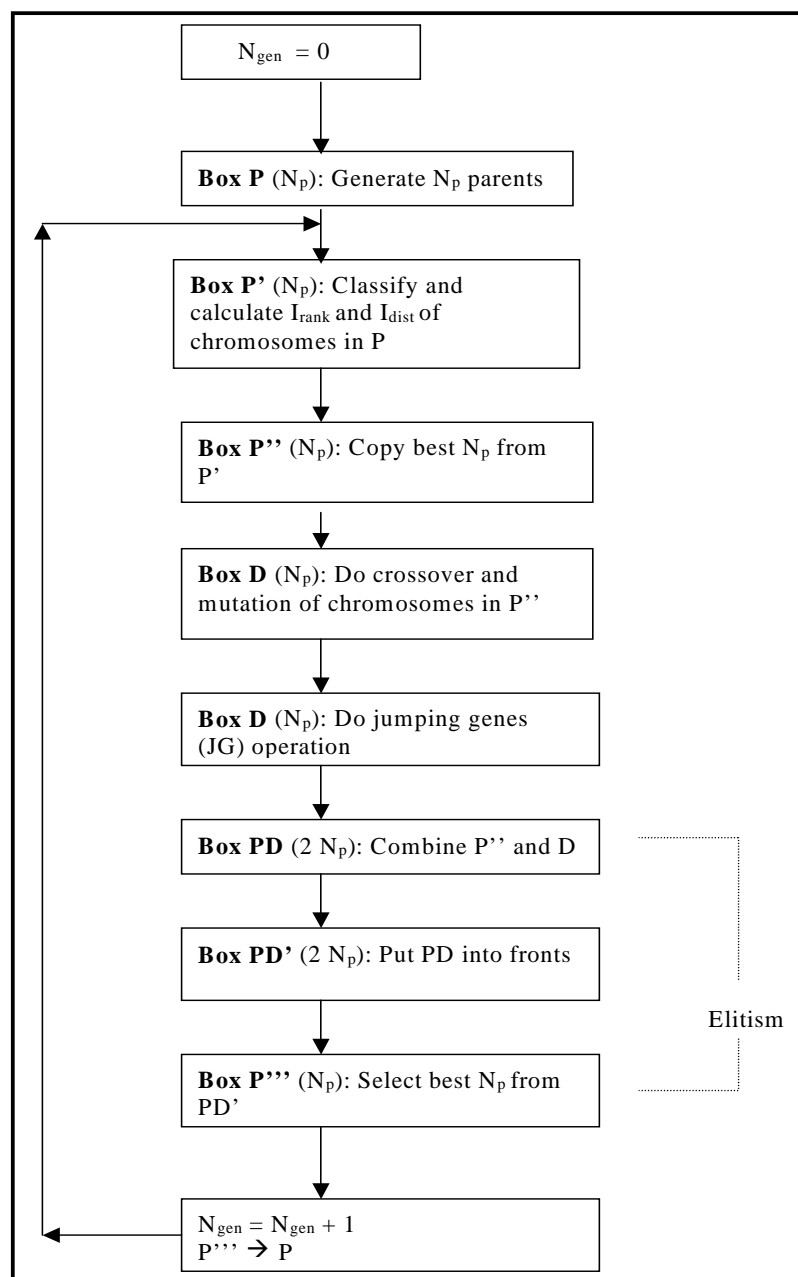 N_gen = 0
Box P (N_p): Generate N_p parents
Box P' (N_p): Classify and
calculate I_rank and I_dist of
chromosomes in P
Box P'' (N_p): Copy best N_p from
P'
Box D (N_p): Do crossover and
mutation of chromosomes in P''
Box D (N_p): Do jumping genes
(JG) operation
Box PD (2 N_p): Combine P'' and D
Box PD' (2 N_p): Put PD into fronts
Elitism
Box P''' (N_p): Select best N_p from
PD'
N_gen = N_gen + 1
P''' → P